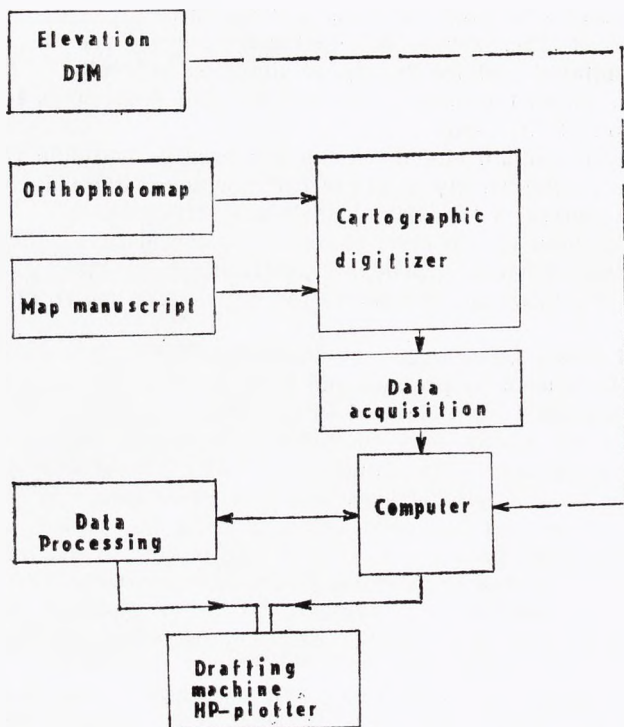 Elevation
DTM
Orthophotomap
Map manuscript
Cartographic
digitizer
Data
acquisition
Computer
Data
Processing
Drafting
machine
HP-plotter